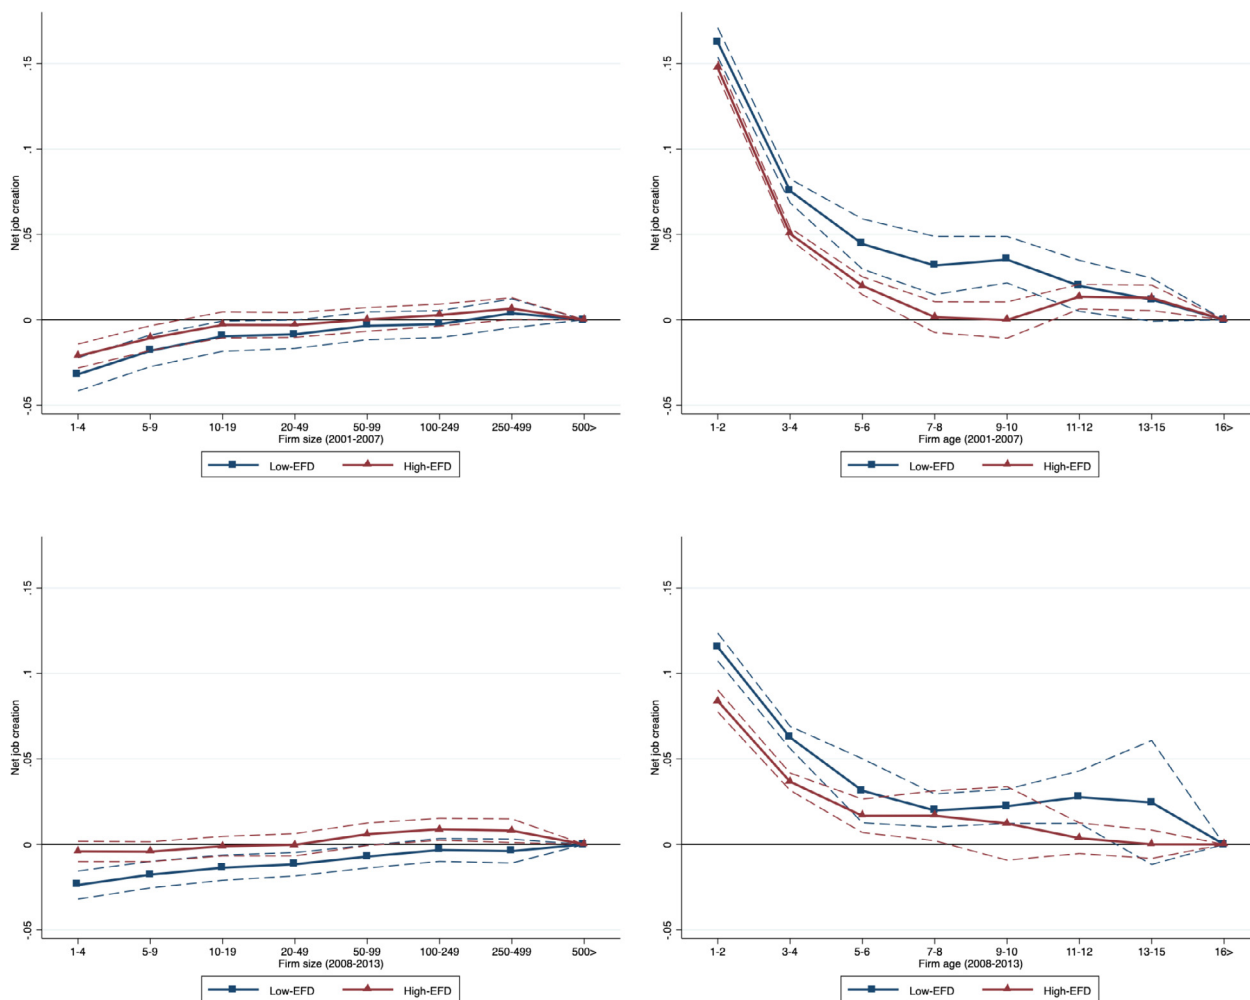 Net job creation
.15
.1
.05
0
-.05
1-4 5-9 10-19 20-49 50-99 100-249 250-499 500>
Firm size (2001-2007)
Low-EFD High-EFD
Net job creation
.15
.1
.05
0
-.05
1-2 3-4 5-6 7-8 9-10 11-12 13-15 16>
Firm age (2001-2007)
Low-EFD High-EFD
Net job creation
.15
.1
.05
0
-.05
1-4 5-9 10-19 20-49 50-99 100-249 250-499 500>
Firm size (2008-2013)
Low-EFD High-EFD
Net job creation
.15
.1
.05
0
-.05
1-2 3-4 5-6 7-8 9-10 11-12 13-15 16>
Firm age (2008-2013)
Low-EFD High-EFD